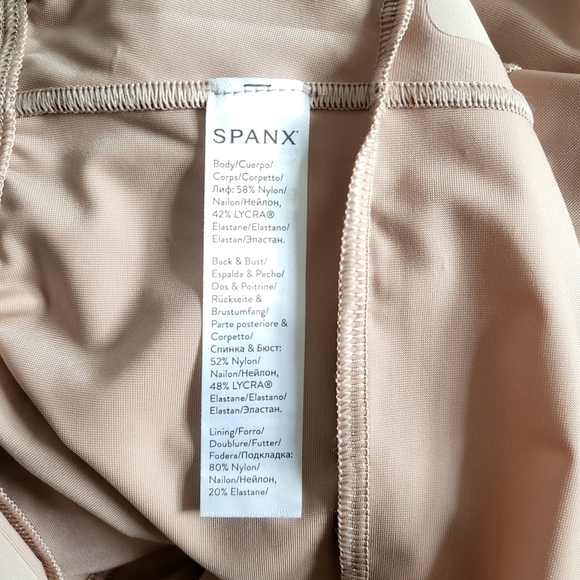 SPANX®
Body/Cuerpo/
Corps/Corpetto/
Лиф: 58% Nylon/
Nailon/Нейлон,
42% LYCRA®
Elastane/Elastano/
Elastan/Эластан.
Back & Bust/
Espalda & Pecho/
Dos & Poitrine/
Rückseite &
Brustumfang/
Parte posteriore &
Corpetto/
Спинка & Бюст:
52% Nylon/
Nailon/Нейлон,
48% LYCRA®
Elastane/Elastano/
Elastan/Эластан.
Lining/Forro/
Doublure/Futter/
Fodera/Подкладка:
80% Nylon/
Nailon/Нейлон,
20% Elastane/